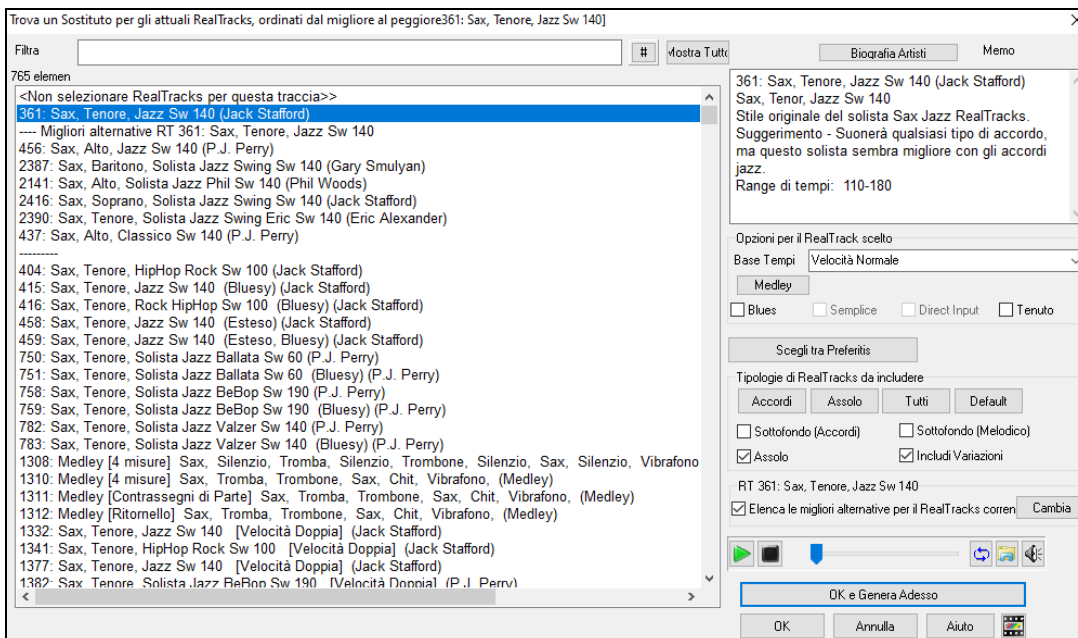 Trova un Sostituto per gli attuali RealTracks, ordinati dal migliore al peggiore361: Sax, Tenore, Jazz Sw 140]
Filtra
#
Mostra Tutto
Biografia Artisti
Memo
765 elemen
<Non selezionare RealTracks per questa traccia>>
361: Sax, Tenore, Jazz Sw 140 (Jack Stafford)
---- Migliori alternative RT 361: Sax, Tenore, Jazz Sw 140
456: Sax, Alto, Jazz Sw 140 (P.J. Perry)
2387: Sax, Baritono, Solista Jazz Swing Sw 140 (Gary Smulyan)
2141: Sax, Alto, Solista Jazz Phil Sw 140 (Phil Woods)
2416: Sax, Soprano, Solista Jazz Swing Sw 140 (Jack Stafford)
2390: Sax, Tenore, Solista Jazz Swing Eric Sw 140 (Eric Alexander)
437: Sax, Alto, Classico Sw 140 (P.J. Perry)
---------
404: Sax, Tenore, HipHop Rock Sw 100 (Jack Stafford)
415: Sax, Tenore, Jazz Sw 140 (Bluesy) (Jack Stafford)
416: Sax, Tenore, Rock HipHop Sw 100 (Bluesy) (Jack Stafford)
458: Sax, Tenore, Jazz Sw 140 (Esteso) (Jack Stafford)
459: Sax, Tenore, Jazz Sw 140 (Esteso, Bluesy) (Jack Stafford)
750: Sax, Tenore, Solista Jazz Ballata Sw 60 (P.J. Perry)
751: Sax, Tenore, Solista Jazz Ballata Sw 60 (Bluesy) (P.J. Perry)
758: Sax, Tenore, Solista Jazz BeBop Sw 190 (P.J. Perry)
759: Sax, Tenore, Solista Jazz BeBop Sw 190 (Bluesy) (P.J. Perry)
782: Sax, Tenore, Solista Jazz Valzer Sw 140 (P.J. Perry)
783: Sax, Tenore, Solista Jazz Valzer Sw 140 (Bluesy) (P.J. Perry)
1308: Medley [4 misure] Sax, Silenzio, Tromba, Silenzio, Trombone, Silenzio, Sax, Silenzio, Vibrafono
1310: Medley [4 misure] Sax, Tromba, Trombone, Sax, Chit, Vibrafono, (Medley)
1311: Medley [Contrassegni di Parte] Sax, Tromba, Trombone, Sax, Chit, Vibrafono, (Medley)
1312: Medley [Ritornello] Sax, Tromba, Trombone, Sax, Chit, Vibrafono, (Medley)
1332: Sax, Tenore, Jazz Sw 140 [Velocità Doppia] (Jack Stafford)
1341: Sax, Tenore, HipHop Rock Sw 100 [Velocità Doppia] (Jack Stafford)
1377: Sax, Tenore, Jazz Sw 140 [Velocità Doppia] (Jack Stafford)
1382: Sax, Tenore, Solista Jazz BeBop Sw 190 [Velocità Doppia] (P.J. Perry)
361: Sax, Tenore, Jazz Sw 140 (Jack Stafford)
Sax, Tenor, Jazz Sw 140
Stile originale del solista Sax Jazz RealTracks.
Suggerimento - Suonerà qualsiasi tipo di accordo,
ma questo solista sembra migliore con gli accordi
jazz.
Range di tempi: 110-180
Opzioni per il RealTrack scelto
Base Tempi
Velocità Normale
Medley
Blues
Semplice
Direct Input
Tenuto
Scegli tra Preferitis
Tipologie di RealTracks da includere
Accordi
Assolo
Tutti
Default
Sottofondo (Accordi)
Sottofondo (Melodico)
Assolo
Includi Variazioni
RT 361: Sax, Tenore, Jazz Sw 140
Elenca le migliori alternative per il RealTracks corren
Cambia
OK e Genera Adesso
OK
Annulla
Aiuto